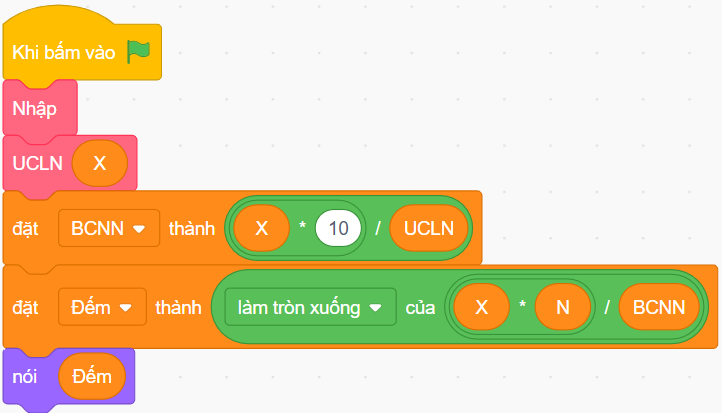 Khi bấm vào
Nhập
UCLN X
đặt BCNN thành X * 10 / UCLN
đặt Đếm thành làm tròn xuống của X * N / BCNN
nói Đếm